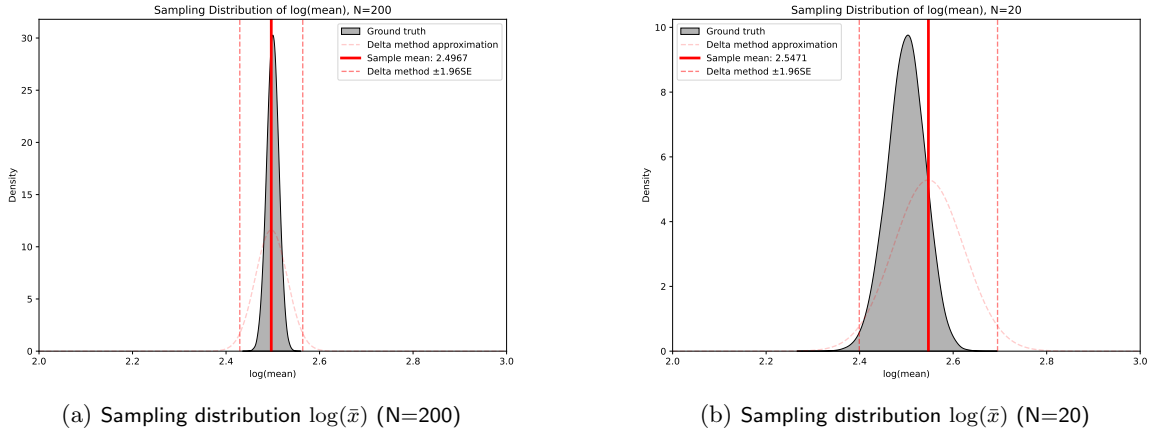 Sampling Distribution of log(mean), N=200
Density
30
25
20
15
10
5
0
Ground truth
Delta method approximation
Sample mean: 2.4967
Delta method ±1.96SE
2.0 2.2 2.4 2.6 2.8 3.0
log(mean)
(a) Sampling distribution log(x̄) (N=200)
Sampling Distribution of log(mean), N=20
Density
10
8
6
4
2
0
Ground truth
Delta method approximation
Sample mean: 2.5471
Delta method ±1.96SE
2.0 2.2 2.4 2.6 2.8 3.0
log(mean)
(b) Sampling distribution log(x̄) (N=20)